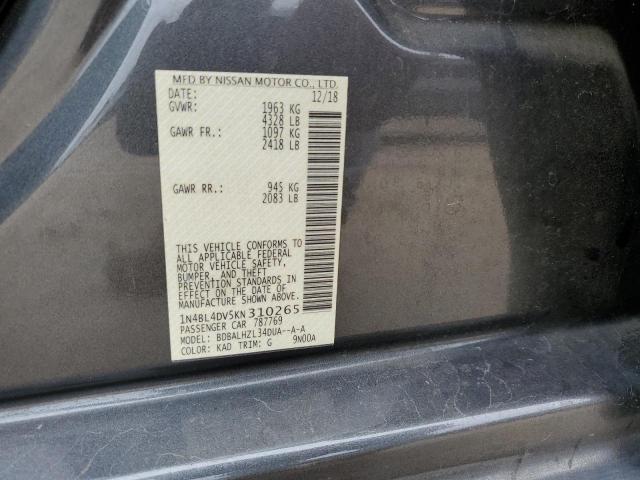 MFD BY NISSAN MOTOR CO., LTD.
DATE: 12/18
GVWR: 1963 KG
4328 LB
GAWR FR.: 1097 KG
2418 LB
GAWR RR.: 945 KG
2083 LB
THIS VEHICLE CONFORMS TO
ALL APPLICABLE FEDERAL
MOTOR VEHICLE SAFETY,
BUMPER, AND THEFT
PREVENTION STANDARDS IN
EFFECT ON THE DATE OF
MANUFACTURE SHOWN ABOVE.
1N4BL4DV5KN310265
PASSENGER CAR 787769
MODEL: BDBALHZL34DUA--A-A
COLOR: KAD TRIM: G 9N00A